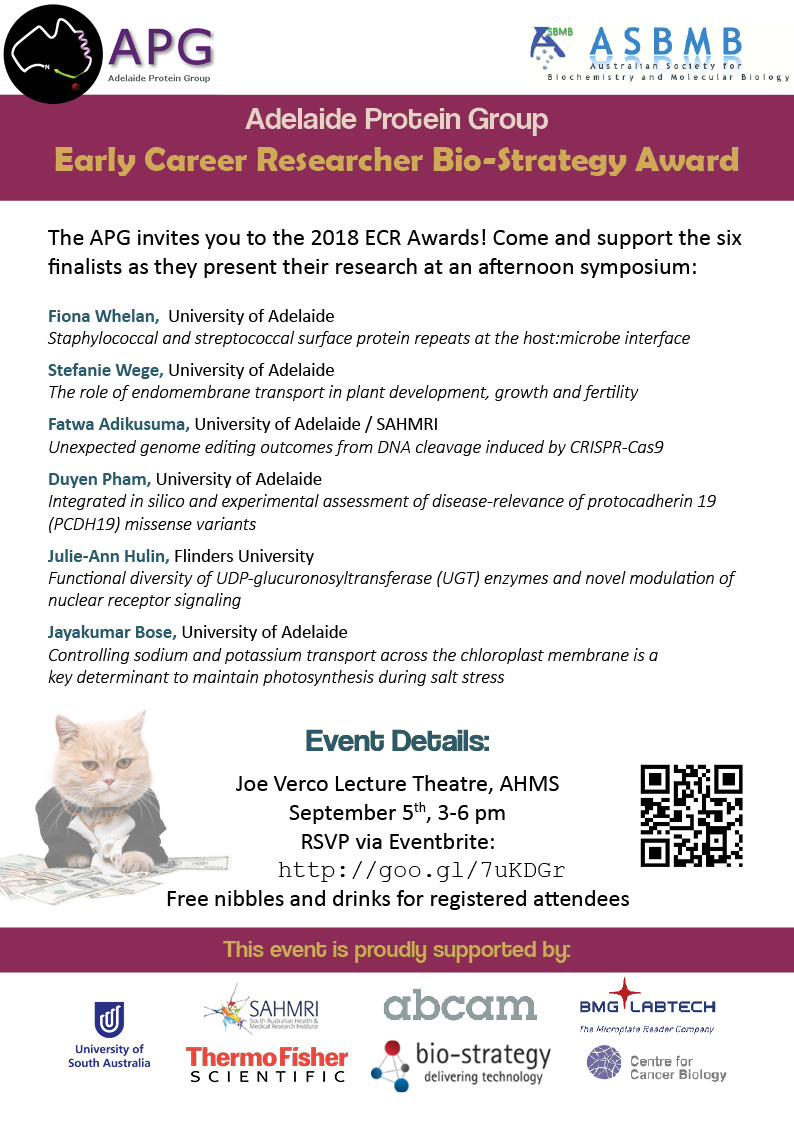 APG
Adelaide Protein Group
N
SBMB
ASBMB
Australian Society for
Biochemistry and Molecular Biology
Adelaide Protein Group
Early Career Researcher Bio-Strategy Award
The APG invites you to the 2018 ECR Awards! Come and support the six
finalists as they present their research at an afternoon symposium:
Fiona Whelan, University of Adelaide
Staphylococcal and streptococcal surface protein repeats at the host:microbe interface
Stefanie Wege, University of Adelaide
The role of endomembrane transport in plant development, growth and fertility
Fatwa Adikusuma, University of Adelaide / SAHMRI
Unexpected genome editing outcomes from DNA cleavage induced by CRISPR-Cas9
Duyen Pham, University of Adelaide
Integrated in silico and experimental assessment of disease-relevance of protocadherin 19
(PCDH19) missense variants
Julie-Ann Hulin, Flinders University
Functional diversity of UDP-glucuronosyltransferase (UGT) enzymes and novel modulation of
nuclear receptor signaling
Jayakumar Bose, University of Adelaide
Controlling sodium and potassium transport across the chloroplast membrane is a
key determinant to maintain photosynthesis during salt stress
Event Details:
Joe Verco Lecture Theatre, AHMS
September 5th, 3-6 pm
RSVP via Eventbrite:
http://goo.gl/7uKDGr
Free nibbles and drinks for registered attendees
This event is proudly supported by:
University of
South Australia
SAHMRI
South Australian Health &
Medical Research Institute
abcam
BMG LABTECH
The Microplate Reader Company
ThermoFisher
SCIENTIFIC
bio-strategy
delivering technology
Centre for
Cancer Biology